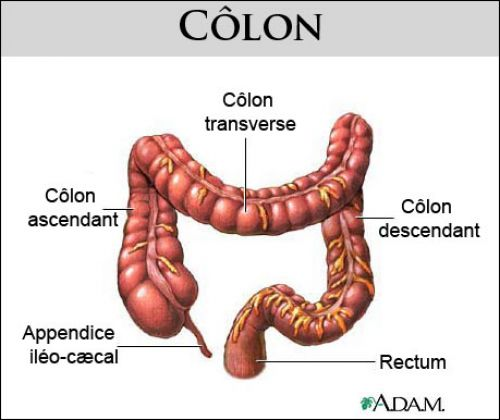 CÔLON
Côlon
transverse
Côlon
ascendant
Côlon
descendant
Appendice
iléo-cæcal
Rectum
A.D.A.M.